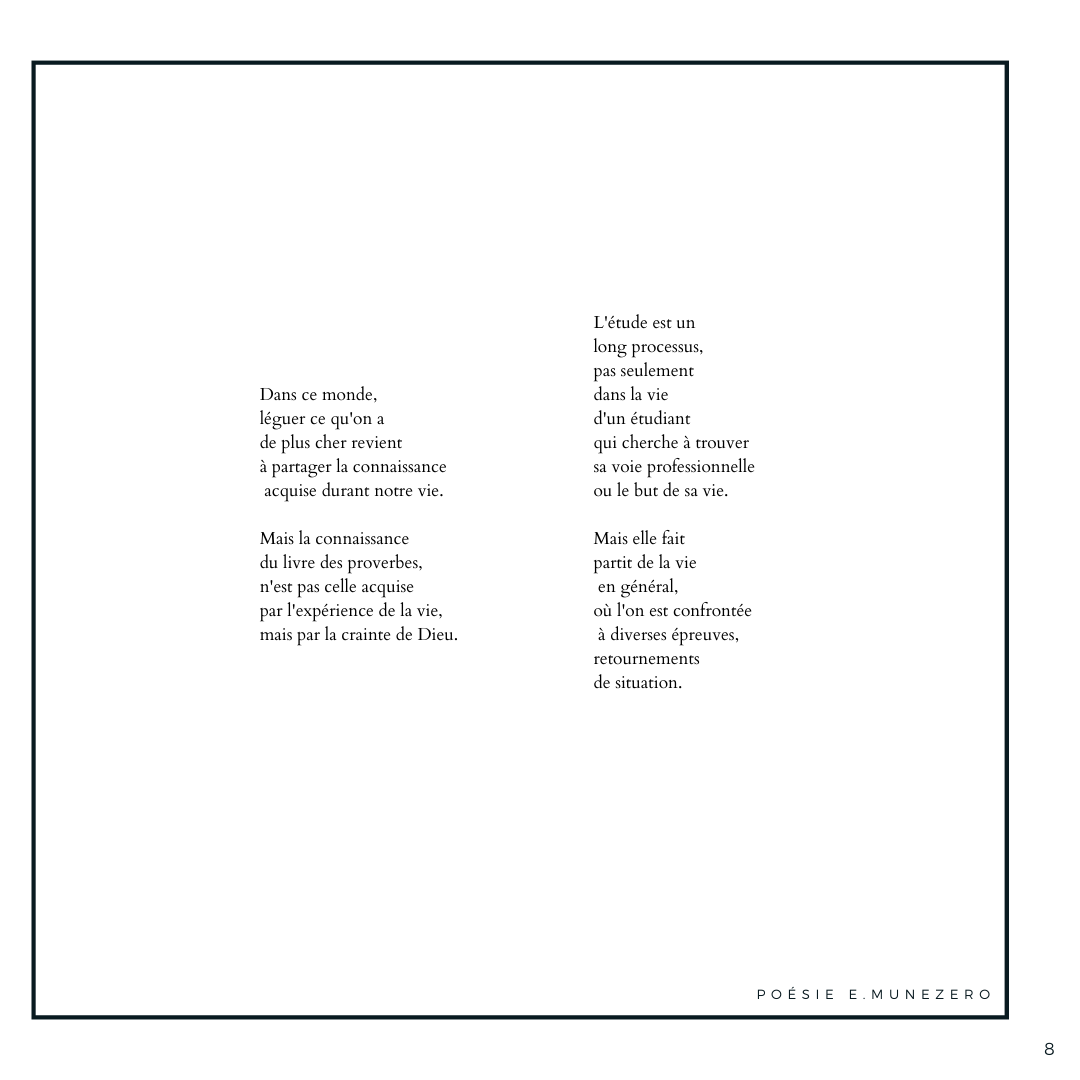 Dans ce monde,
léguer ce qu'on a
de plus cher revient
à partager la connaissance
acquise durant notre vie.
Mais la connaissance
du livre des proverbes,
n'est pas celle acquise
par l'expérience de la vie,
mais par la crainte de Dieu.
L'étude est un
long processus,
pas seulement
dans la vie
d'un étudiant
qui cherche à trouver
sa voie professionnelle
ou le but de sa vie.
Mais elle fait
partit de la vie
en général,
où l'on est confrontée
à diverses épreuves,
retournements
de situation.
POÉSIE E.MUNEZERO
8